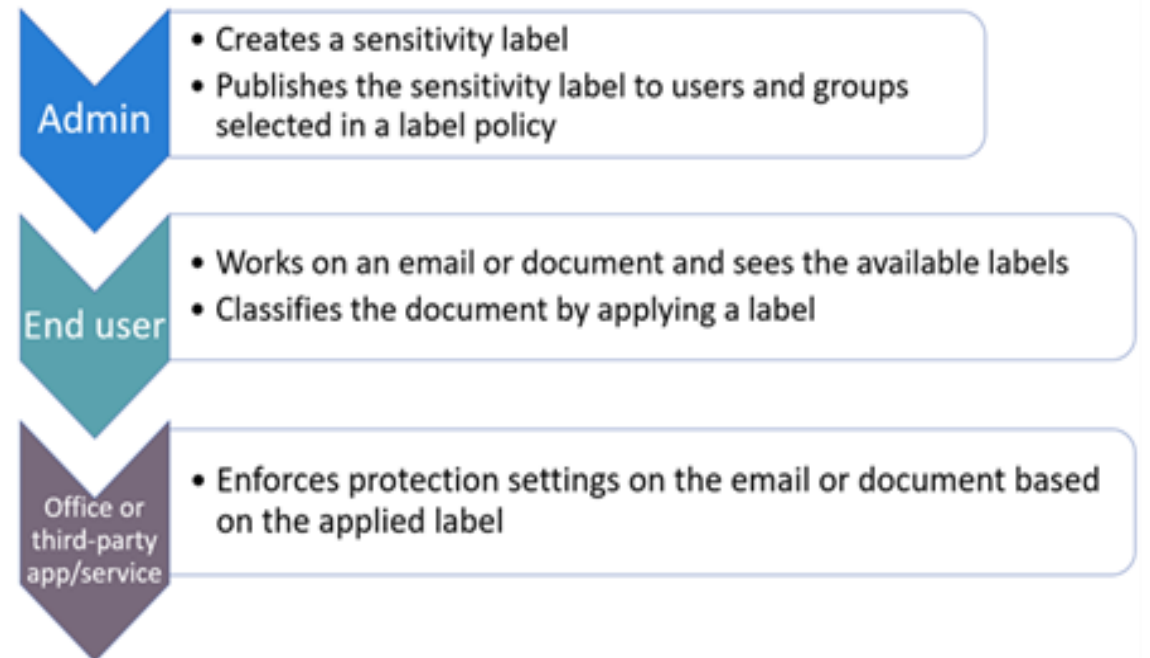 Admin
• Creates a sensitivity label
• Publishes the sensitivity label to users and groups
selected in a label policy
End user
• Works on an email or document and sees the available labels
• Classifies the document by applying a label
Office or
third-party
app/service
• Enforces protection settings on the email or document based
on the applied label